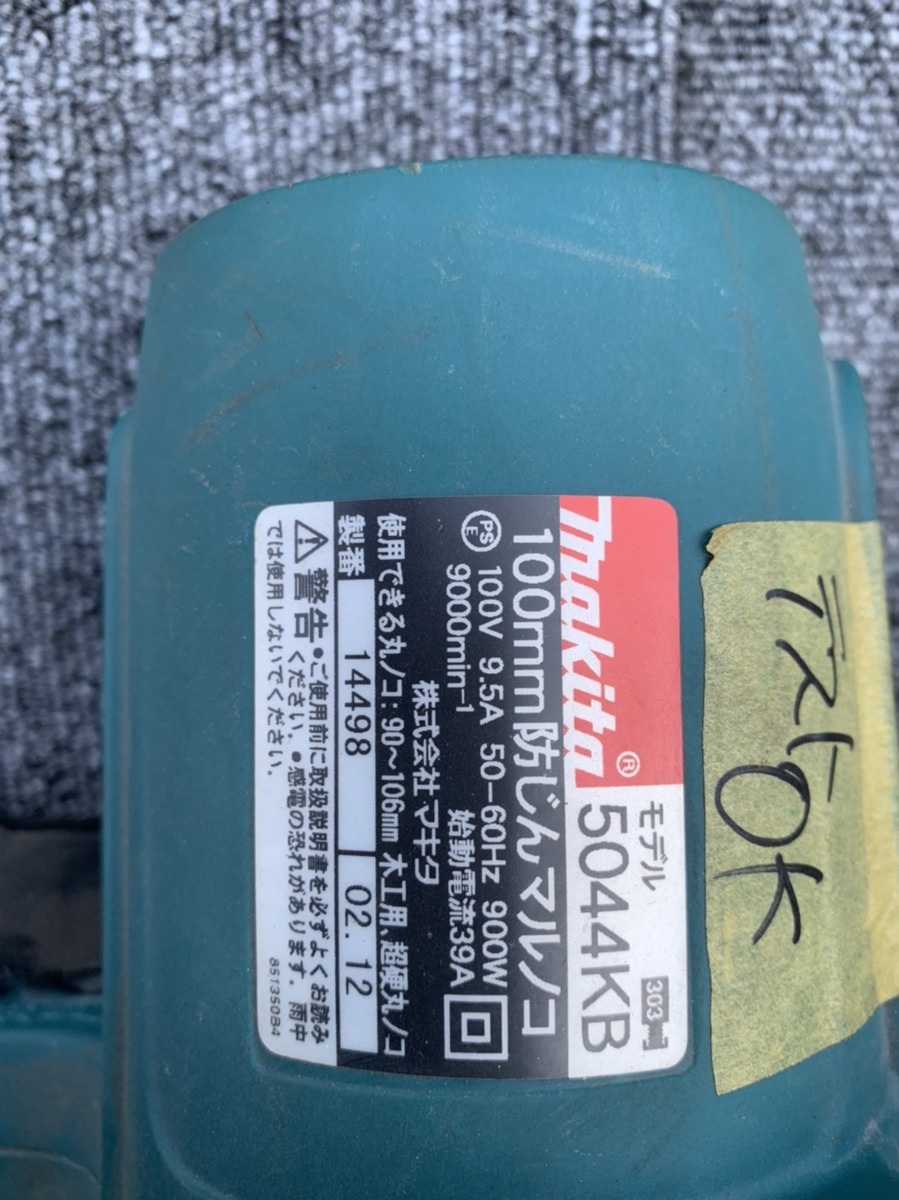 makita®
モデル 303
5044KB
100mm防じんマルノコ
PSE 100V 9.5A 50-60Hz 900W
9000min⁻¹ 始動電流39A
株式会社マキタ
使用できる丸ノコ:90〜106mm 木工用、超硬丸ノコ
製番 14498 02.12
警告 ●ご使用前に取扱説明書を必ずよくお読み
ください。●感電の恐れがあります。雨中
では使用しないでください。
851350B4
テストOK